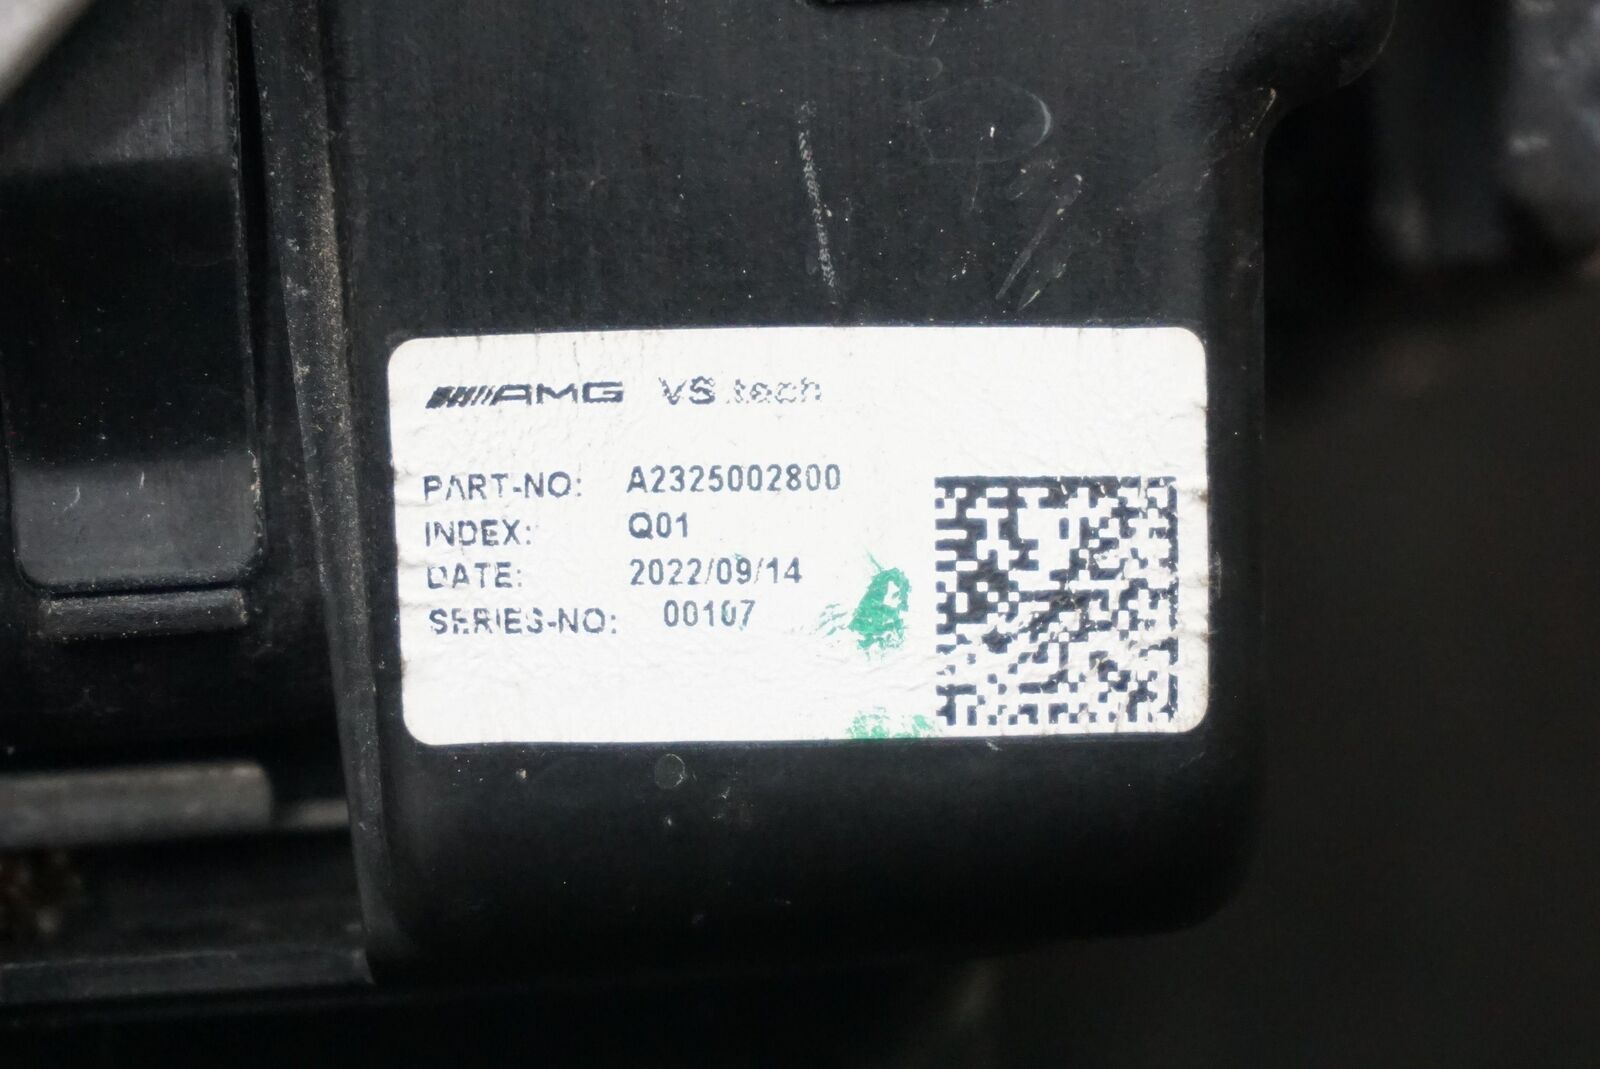 AMG VS tech
PART-NO: A2325002800
INDEX: Q01
DATE: 2022/09/14
SERIES-NO: 00107